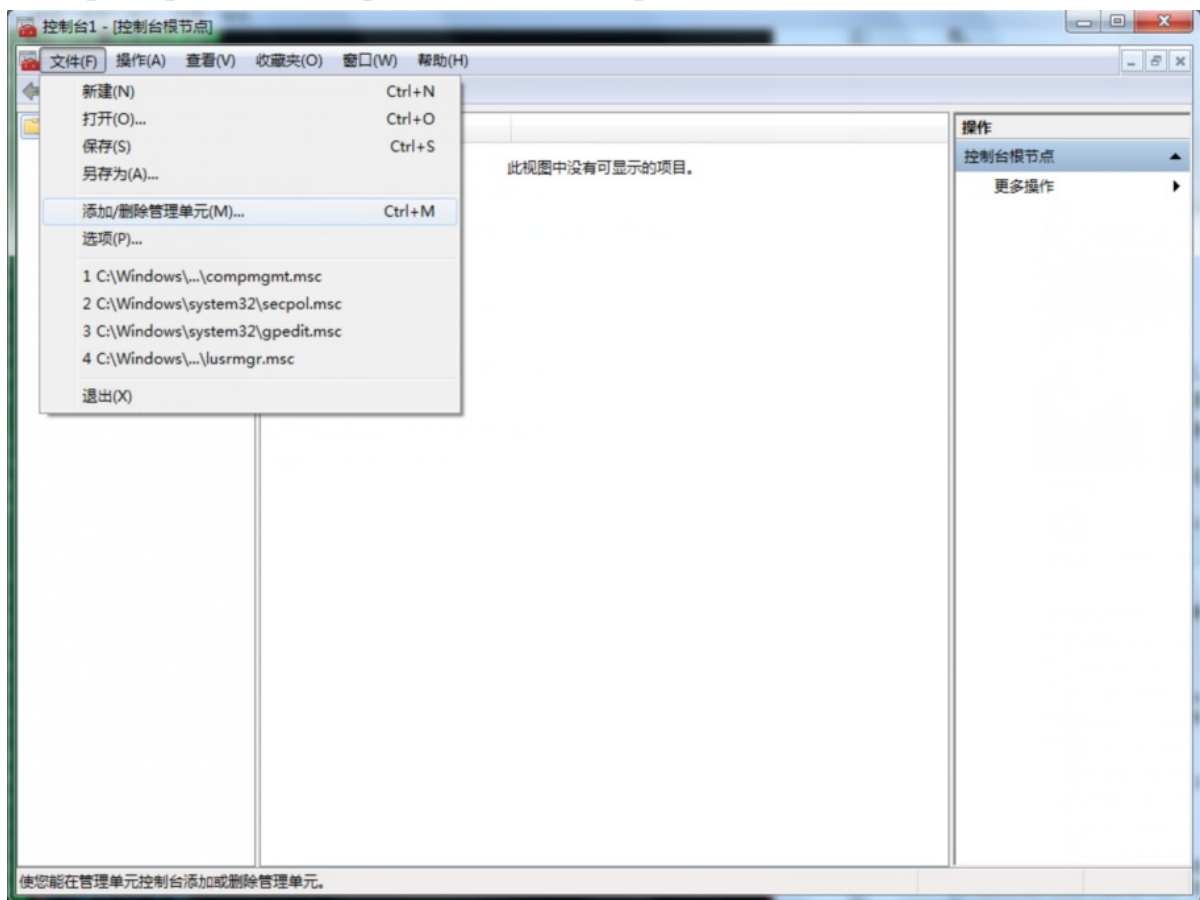 控制台1 - [控制台根节点]
文件(F) 操作(A) 查看(V) 收藏夹(O) 窗口(W) 帮助(H)
新建(N) Ctrl+N
打开(O)... Ctrl+O
保存(S) Ctrl+S
另存为(A)...
添加/删除管理单元(M)... Ctrl+M
选项(P)...
1 C:\Windows\...\compmgmt.msc
2 C:\Windows\system32\secpol.msc
3 C:\Windows\system32\gpedit.msc
4 C:\Windows\...\lusrmgr.msc
退出(X)
此视图中没有可显示的项目。
操作
控制台根节点
更多操作
使您能在管理单元控制台添加或删除管理单元。